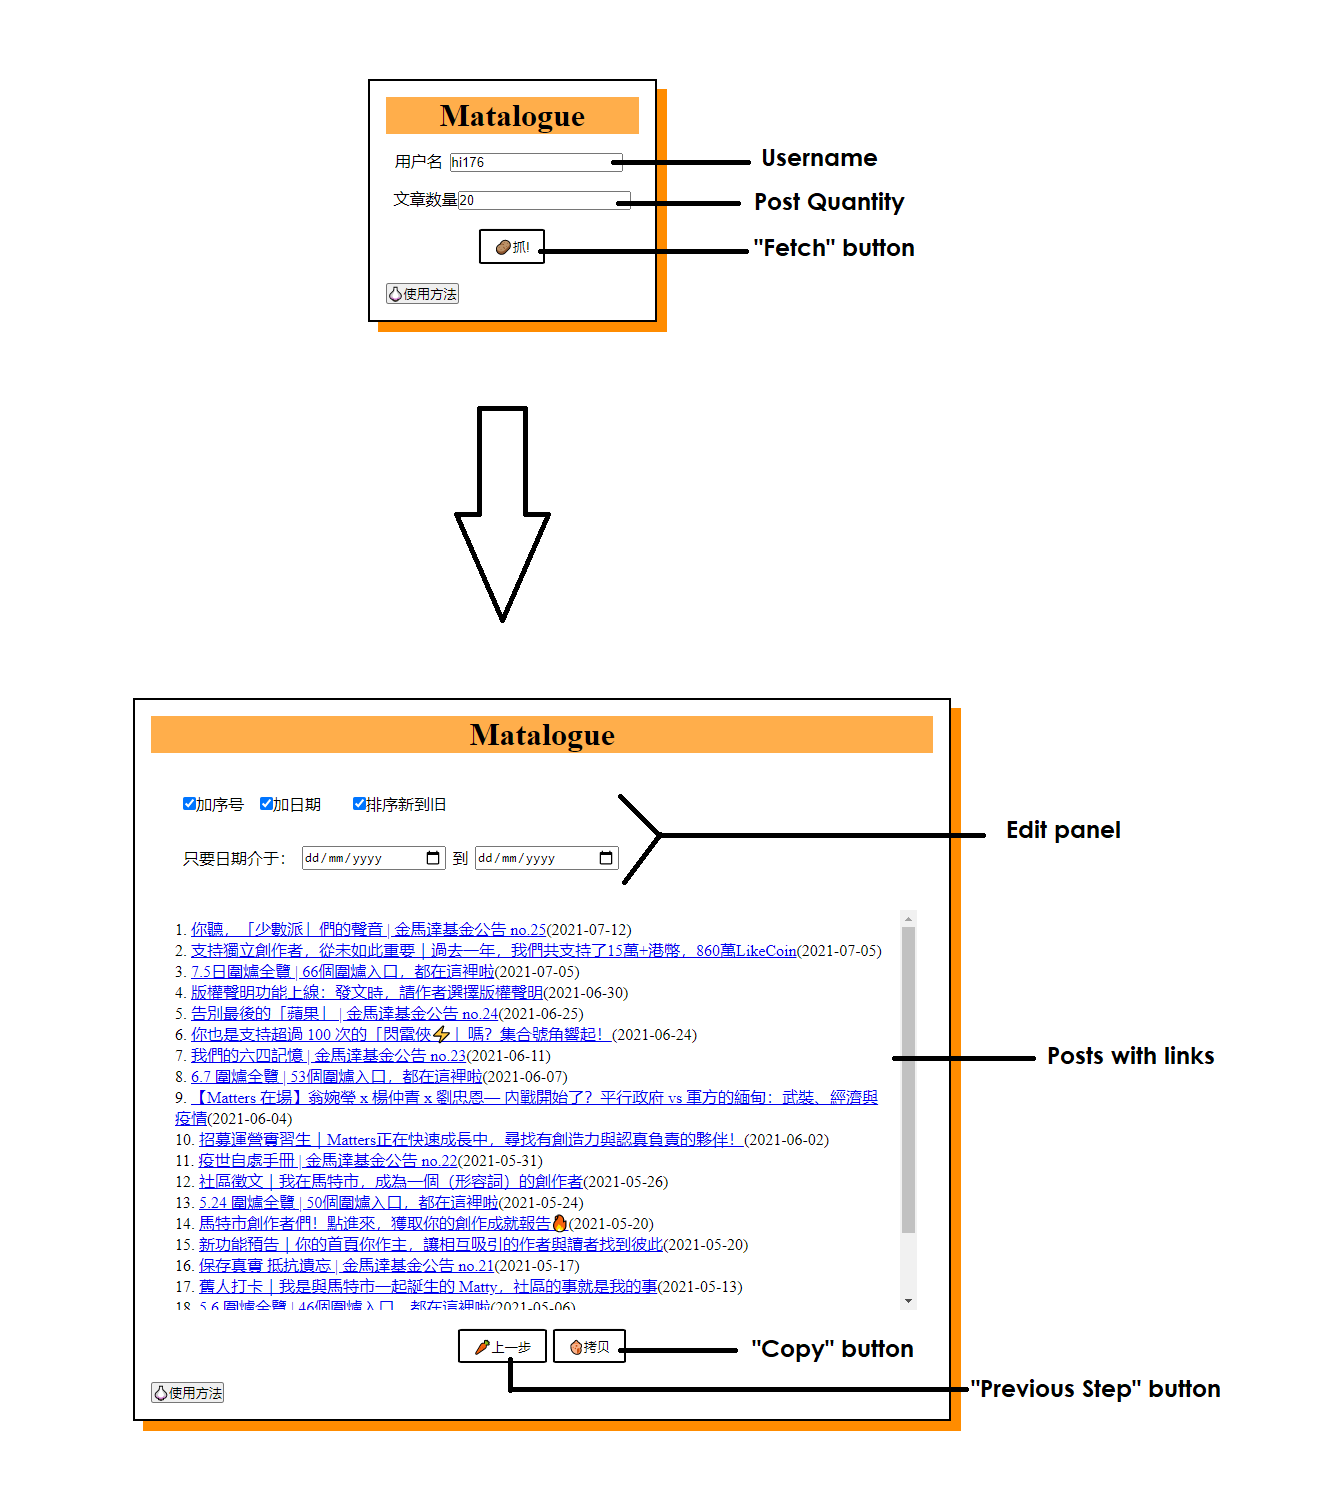 Matalogue
用户名 hi176
Username
文章数量20
Post Quantity
抓!
"Fetch" button
使用方法
Matalogue
加序号 加日期 排序新到旧
Edit panel
只要日期介于： dd/mm/yyyy 到 dd/mm/yyyy
1. 你聽，「少數派」們的聲音 | 金馬達基金公告 no.25(2021-07-12)
2. 支持獨立創作者，從未如此重要｜過去一年，我們共支持了15萬+港幣，860萬LikeCoin(2021-07-05)
3. 7.5日圍爐全覽 | 66個圍爐入口，都在這裡啦(2021-07-05)
4. 版權聲明功能上線：發文時，請作者選擇版權聲明(2021-06-30)
5. 告別最後的「蘋果」 | 金馬達基金公告 no.24(2021-06-25)
6. 你也是支持超過 100 次的「閃電俠⚡」嗎？集合號角響起！(2021-06-24)
7. 我們的六四記憶 | 金馬達基金公告 no.23(2021-06-11)
Posts with links
8. 6.7 圍爐全覽 | 53個圍爐入口，都在這裡啦(2021-06-07)
9. 【Matters 在場】翁婉瑩 x 楊仲青 x 劉忠恩— 內戰開始了？平行政府 vs 軍方的緬甸：武裝、經濟與
疫情(2021-06-04)
10. 招募運營實習生｜Matters正在快速成長中，尋找有創造力與認真負責的夥伴！(2021-06-02)
11. 疫世自處手冊 | 金馬達基金公告 no.22(2021-05-31)
12. 社區徵文｜我在馬特市，成為一個（形容詞）的創作者(2021-05-26)
13. 5.24 圍爐全覽 | 50個圍爐入口，都在這裡啦(2021-05-24)
14. 馬特市創作者們！點進來，獲取你的創作成就報告🔥(2021-05-20)
15. 新功能預告｜你的首頁你作主，讓相互吸引的作者與讀者找到彼此(2021-05-20)
16. 保存真實 抵抗遺忘 | 金馬達基金公告 no.21(2021-05-17)
17. 舊人打卡｜我是與馬特市一起誕生的 Matty，社區的事就是我的事(2021-05-13)
18. 5.6 圍爐全覽 | 46個圍爐入口，都在這裡啦(2021-05-06)
上一步 拷贝
"Copy" button
"Previous Step" button
使用方法